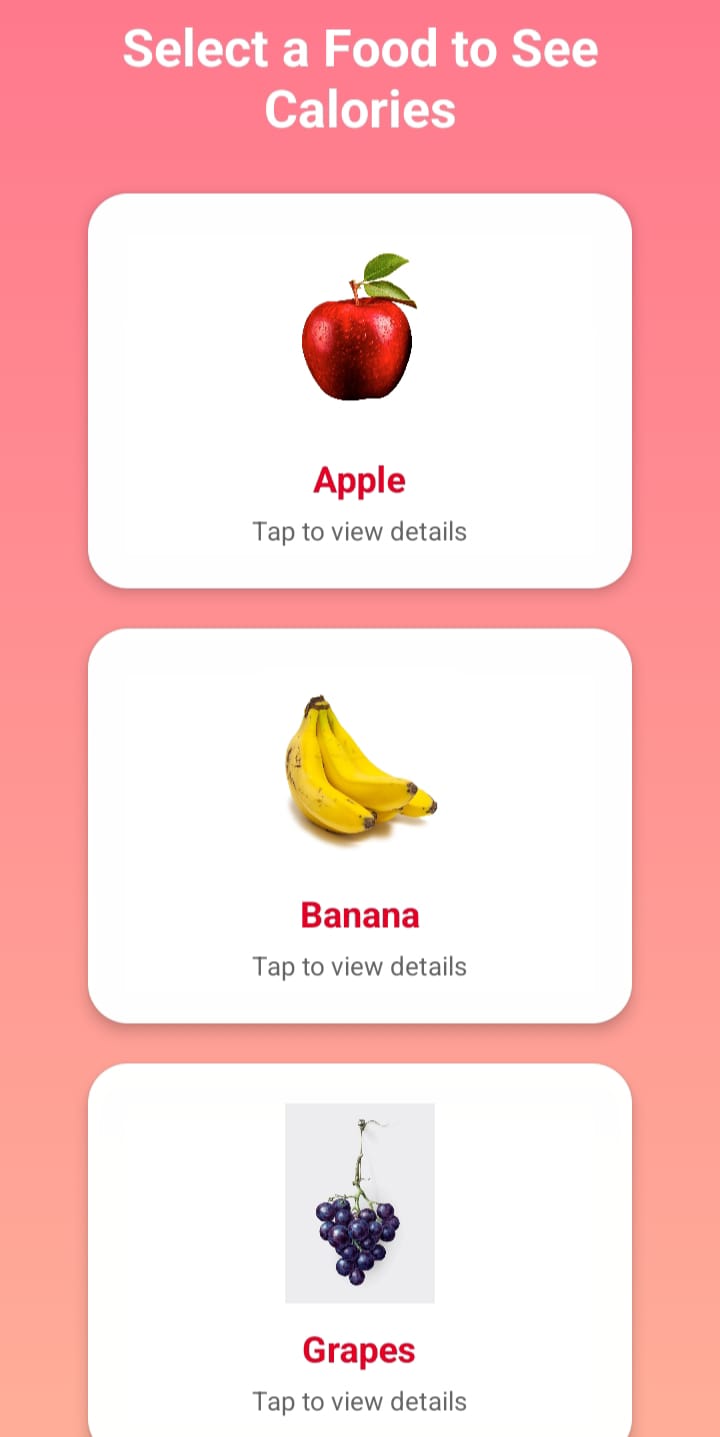 Select a Food to See
Calories
Apple
Tap to view details
Banana
Tap to view details
Grapes
Tap to view details